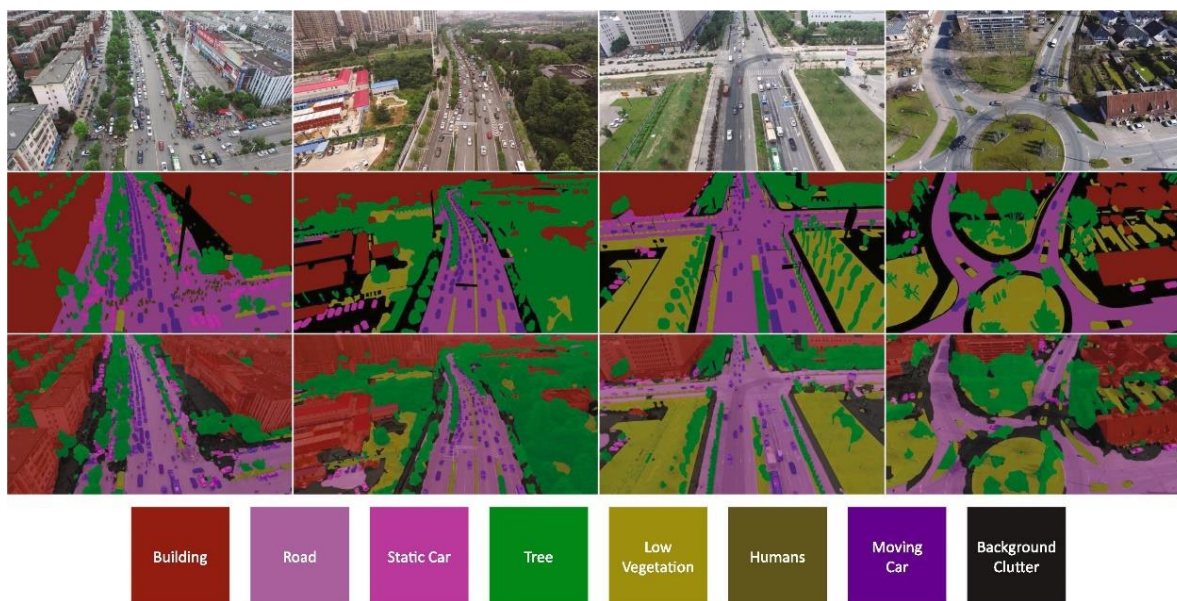 Building
Road
Static Car
Tree
Low
Vegetation
Humans
Moving
Car
Background
Clutter